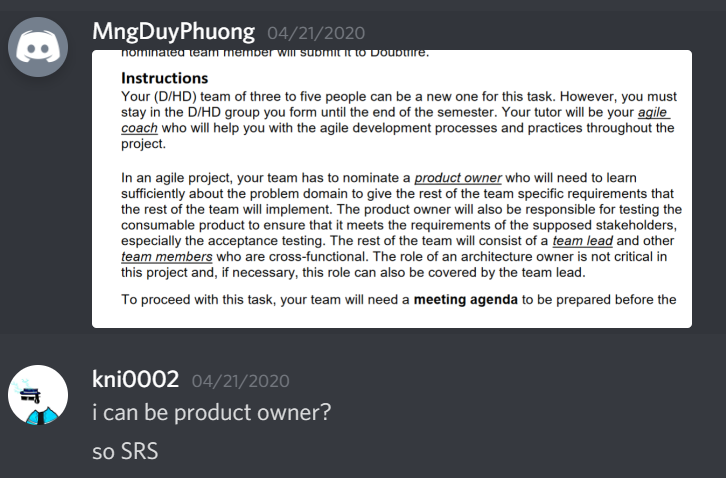 MngDuyPhuong 04/21/2020
nominated team member will submit it to Doubtfire.
Instructions
Your (D/HD) team of three to five people can be a new one for this task. However, you must
stay in the D/HD group you form until the end of the semester. Your tutor will be your agile
coach who will help you with the agile development processes and practices throughout the
project.
In an agile project, your team has to nominate a product owner who will need to learn
sufficiently about the problem domain to give the rest of the team specific requirements that
the rest of the team will implement. The product owner will also be responsible for testing the
consumable product to ensure that it meets the requirements of the supposed stakeholders,
especially the acceptance testing. The rest of the team will consist of a team lead and other
team members who are cross-functional. The role of an architecture owner is not critical in
this project and, if necessary, this role can also be covered by the team lead.
To proceed with this task, your team will need a meeting agenda to be prepared before the
kni0002 04/21/2020
i can be product owner?
so SRS